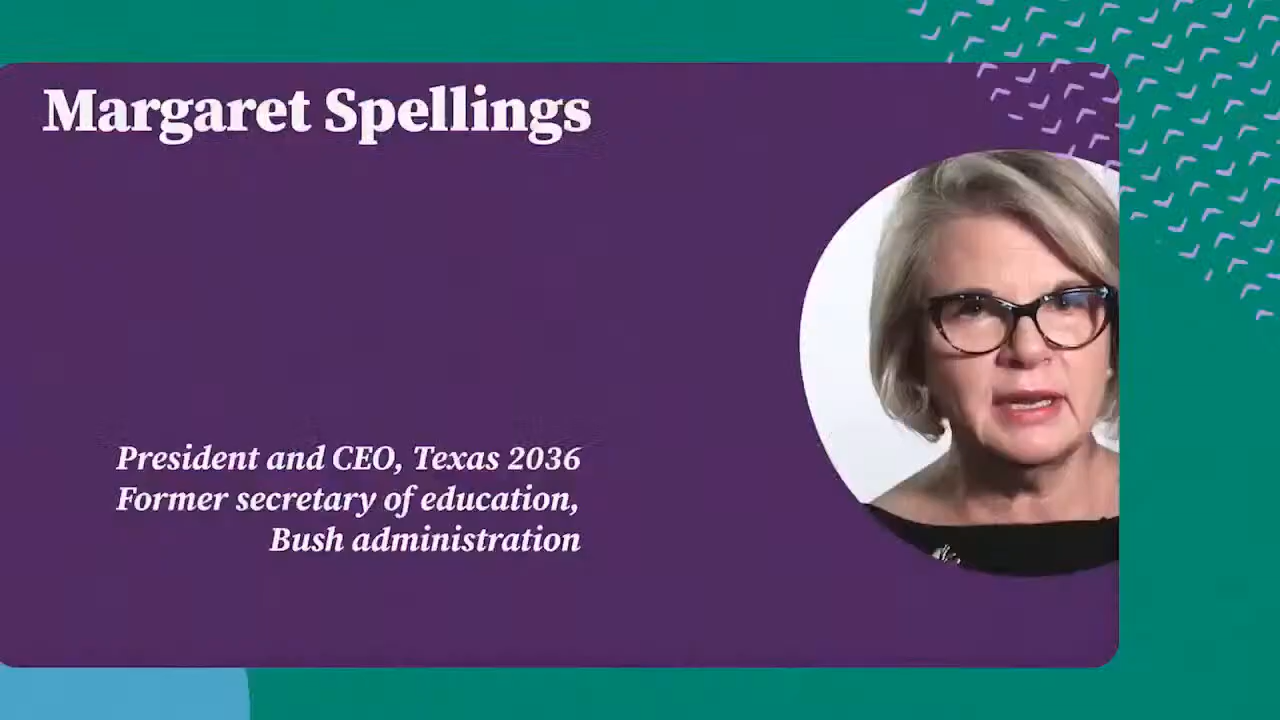 Margaret Spellings
President and CEO, Texas 2036
Former secretary of education,
Bush administration